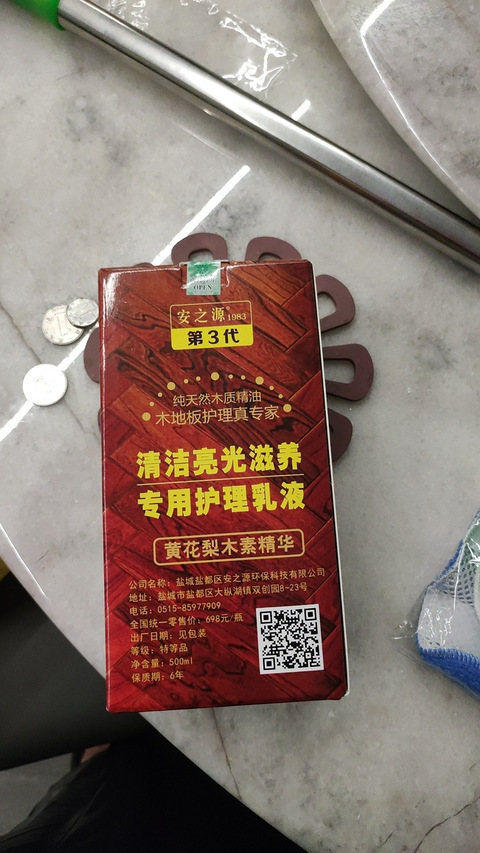 OPEN
安之源®1983
第3代
纯天然木质精油
木地板护理真专家
清洁亮光滋养
专用护理乳液
黄花梨木素精华
公司名称：盐城盐都区安之源环保科技有限公司
地址：盐城市盐都区大纵湖镇双创园8-23号
电话：0515-85977909
全国统一零售价：698元/瓶
出厂日期：见包装
等级：特等品
净含量：500ml
保质期：6年